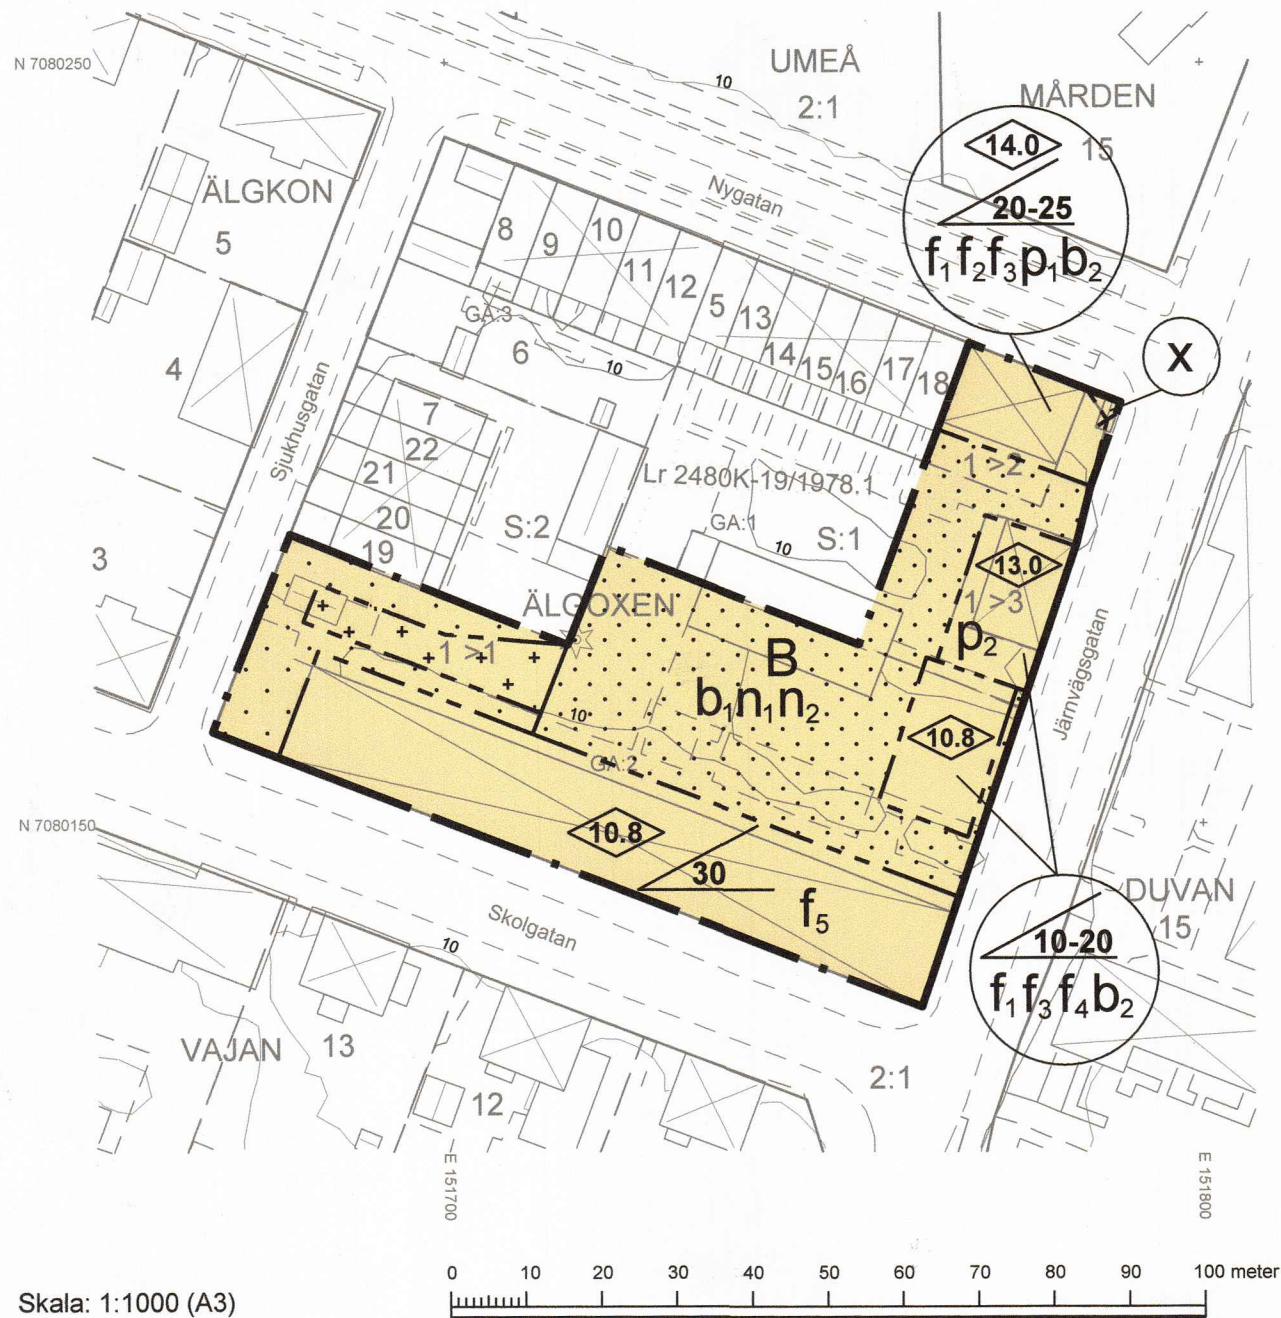 N 7080250
UMEÅ
2:1
10
MÅRDEN
15
14.0
20-25
f₁f₂f₃p₁b₂
ÄLGKON
5
Nygatan
8
9
10
11
12
5
13
14
15
16
17
18
X
GA:3
6
10
4
7
22
21
20
19
Sjukhusgatan
1 >2
Lr 2480K-19/1978.1
GA:1
S:1
10
S:2
3
13.0
1 >3
p₂
ÄLGOXEN
1 >1
B
b₁n₁n₂
10
GA:2
10.8
Järnvägsgatan
N 7080150
10.8
30
f₅
DUVAN
15
10-20
f₁f₃f₄b₂
Skolgatan
10
VAJAN
13
12
2:1
E 151700
E 151800
0 10 20 30 40 50 60 70 80 90 100 meter
Skala: 1:1000 (A3)